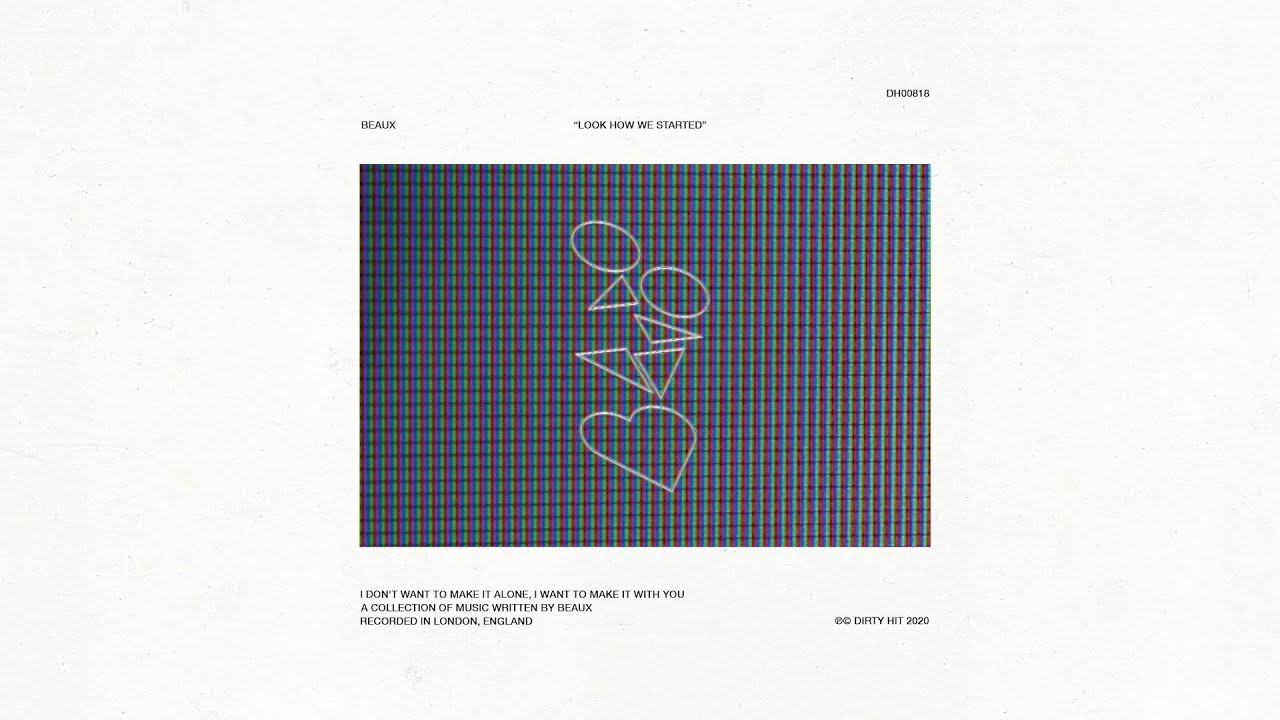 DH00818
BEAUX
“LOOK HOW WE STARTED”
I DON'T WANT TO MAKE IT ALONE, I WANT TO MAKE IT WITH YOU
A COLLECTION OF MUSIC WRITTEN BY BEAUX
RECORDED IN LONDON, ENGLAND
℗© DIRTY HIT 2020